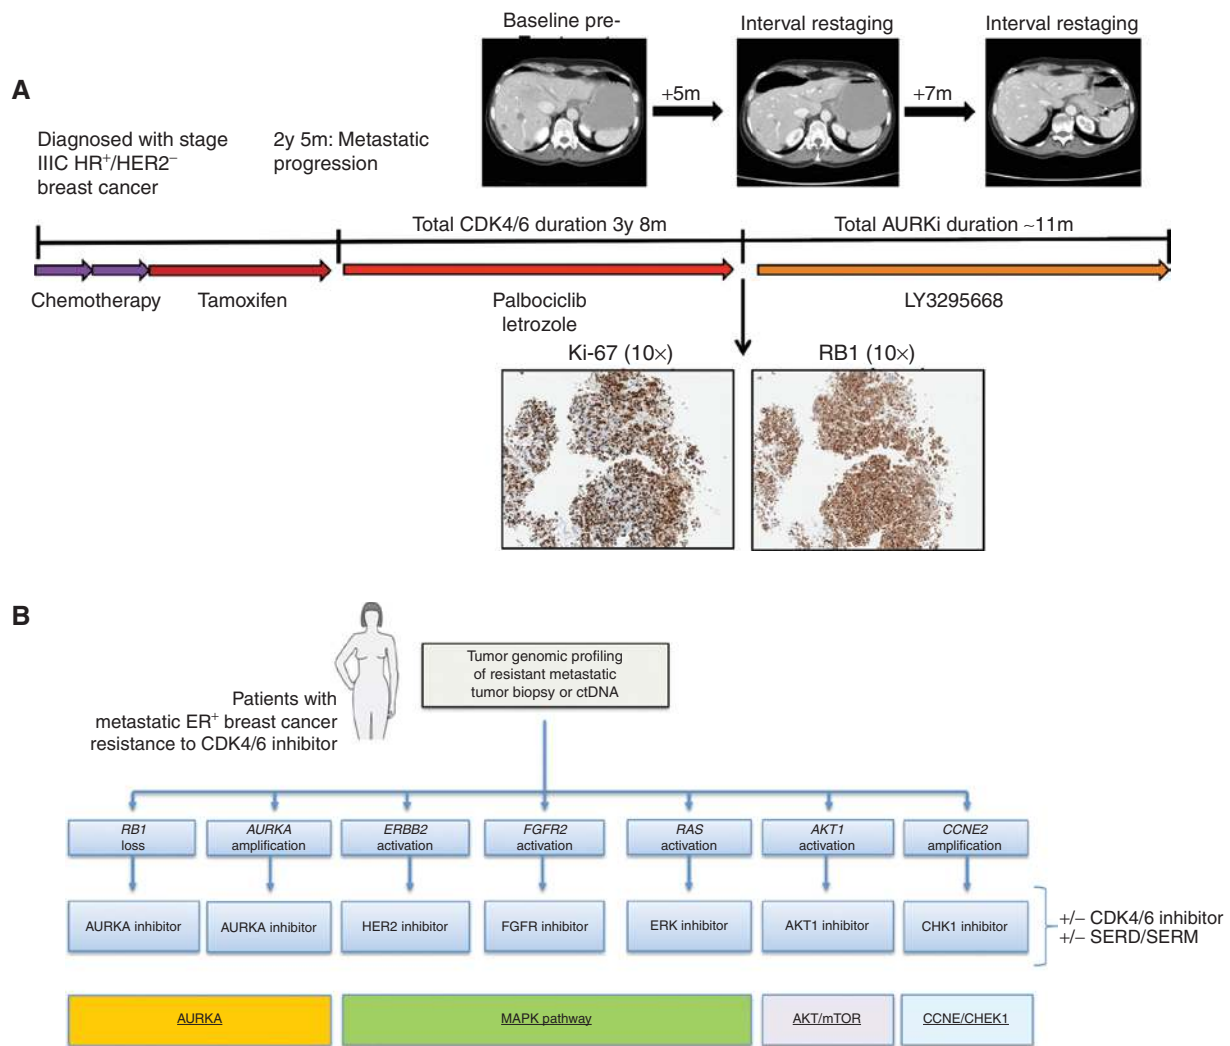 Baseline pre-
Interval restaging
Interval restaging
A
+5m
+7m
Diagnosed with stage
IIIC HR⁺/HER2⁻
breast cancer
2y 5m: Metastatic
progression
Total CDK4/6 duration 3y 8m
Total AURKi duration ~11m
Chemotherapy
Tamoxifen
Palbociclib
letrozole
LY3295668
Ki-67 (10×)
RB1 (10×)
B
Tumor genomic profiling
of resistant metastatic
tumor biopsy or ctDNA
Patients with
metastatic ER⁺ breast cancer
resistance to CDK4/6 inhibitor
RB1
loss
AURKA
amplification
ERBB2
activation
FGFR2
activation
RAS
activation
AKT1
activation
CCNE2
amplification
AURKA inhibitor
AURKA inhibitor
HER2 inhibitor
FGFR inhibitor
ERK inhibitor
AKT1 inhibitor
CHK1 inhibitor
+/− CDK4/6 inhibitor
+/− SERD/SERM
AURKA
MAPK pathway
AKT/mTOR
CCNE/CHEK1